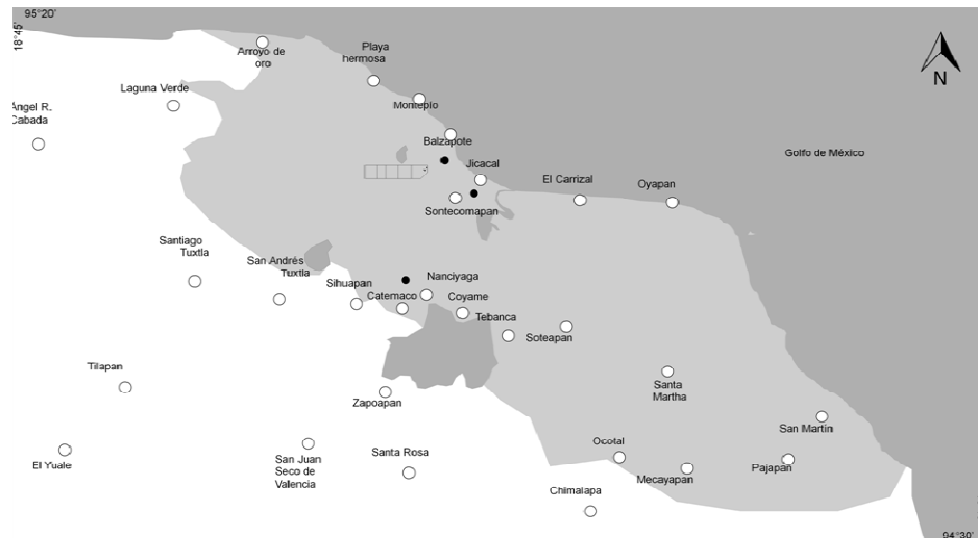 95°20'
18°45'
Arroyo de
oro
Playa
hermosa
Laguna Verde
Montepío
Ángel R.
Cabada
Balzapote
Golfo de México
Jicacal
El Carrizal
Oyapan
Sontecomapan
N
Santiago
Tuxtla
San Andrés
Tuxtla
Sihuapan
Nanciyaga
Catemaco
Coyame
Tebanca
Soteapan
Tilapan
Santa
Martha
Zapoapan
San Martín
Ocotal
Santa Rosa
El Yuale
San Juan
Seco de
Valencia
Mecayapan
Pajapan
Chimalapa
94°30'